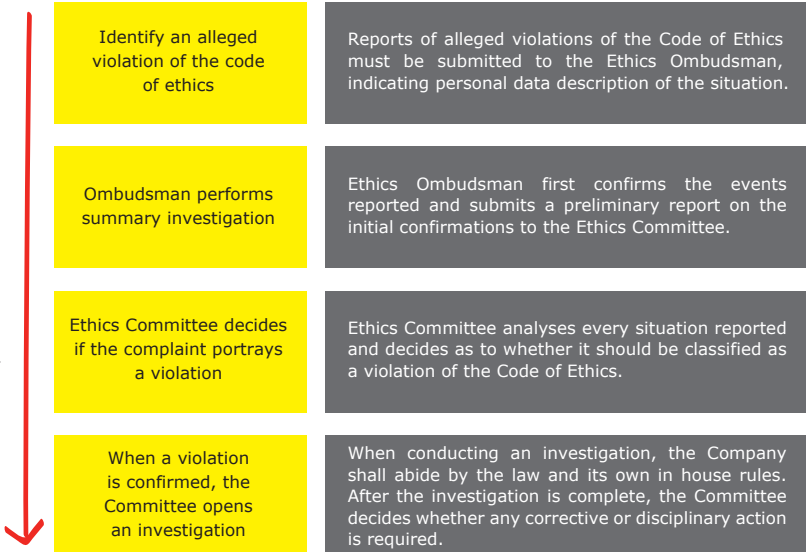 Identify an alleged
violation of the code
of ethics
Reports of alleged violations of the Code of Ethics
must be submitted to the Ethics Ombudsman,
indicating personal data description of the situation.
Ombudsman performs
summary investigation
Ethics Ombudsman first confirms the events
reported and submits a preliminary report on the
initial confirmations to the Ethics Committee.
Ethics Committee decides
if the complaint portrays
a violation
Ethics Committee analyses every situation reported
and decides as to whether it should be classified as
a violation of the Code of Ethics.
When a violation
is confirmed, the
Committee opens
an investigation
When conducting an investigation, the Company
shall abide by the law and its own in house rules.
After the investigation is complete, the Committee
decides whether any corrective or disciplinary action
is required.